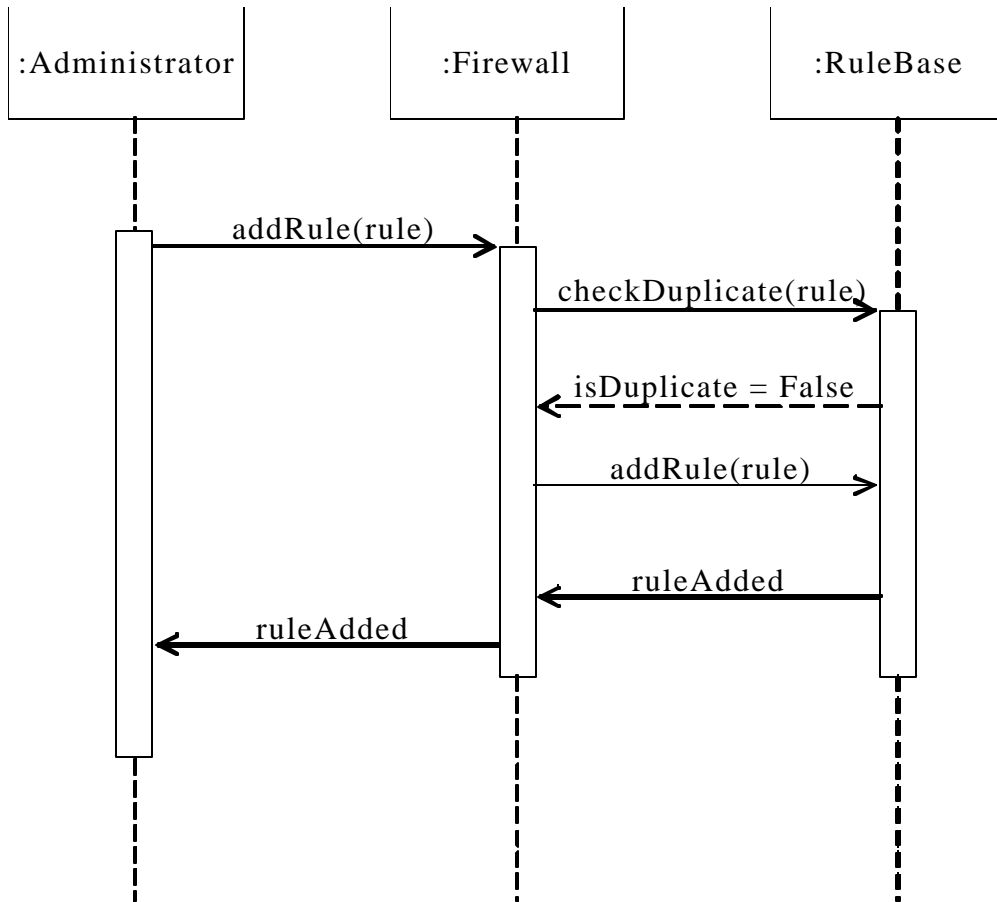 :Administrator
:Firewall
:RuleBase
addRule(rule)
checkDuplicate(rule)
isDuplicate = False
addRule(rule)
ruleAdded
ruleAdded